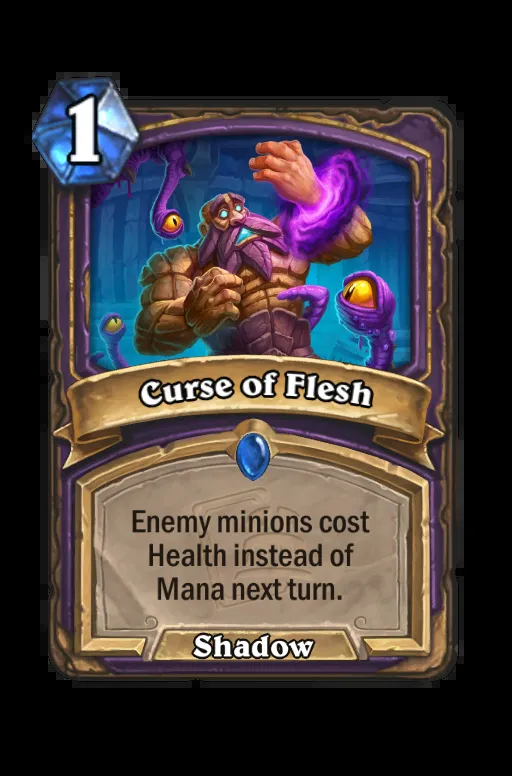 1
Curse of Flesh
Enemy minions cost
Health instead of
Mana next turn.
Shadow